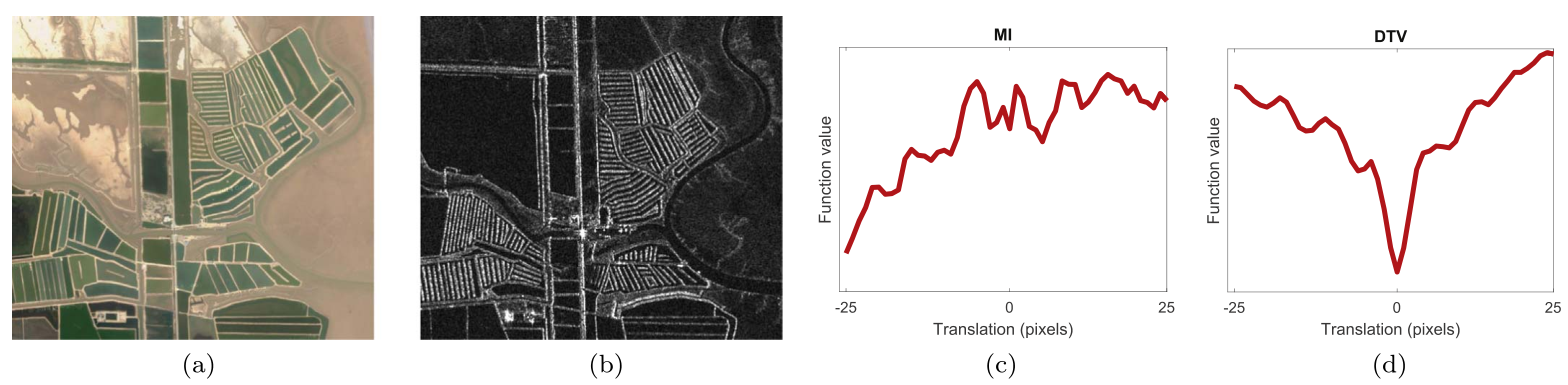 MI
Function value
-25 0 25
Translation (pixels)
DTV
Function value
-25 0 25
Translation (pixels)
(a) (b) (c) (d)